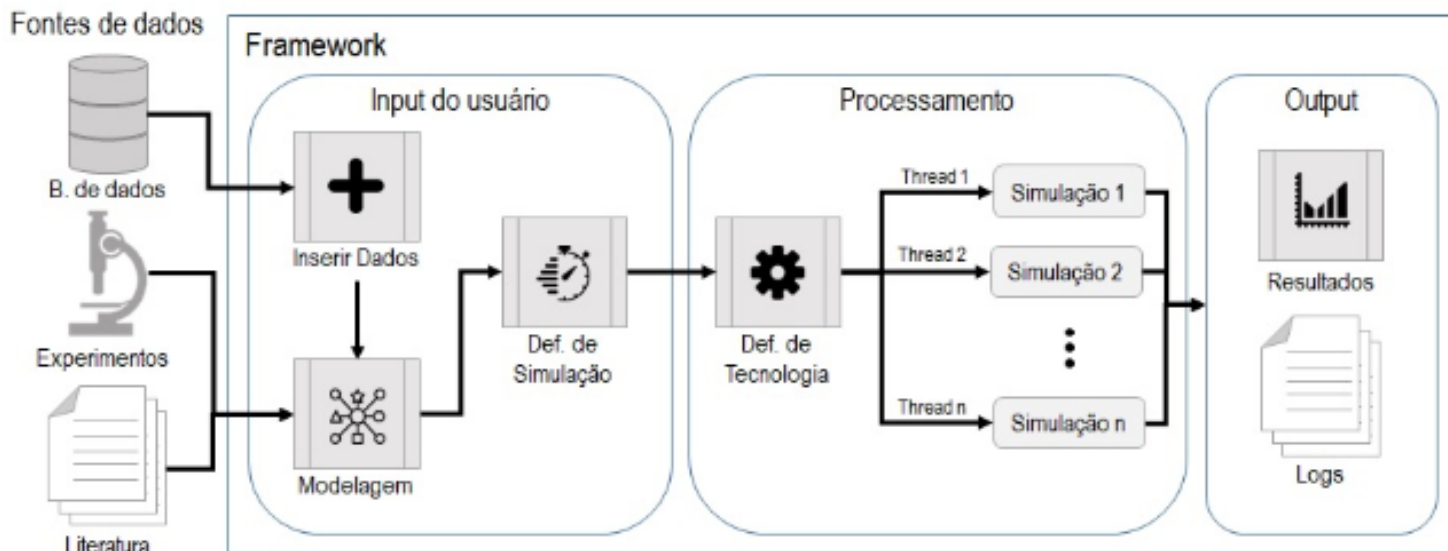 Fontes de dados
B. de dados
Experimentos
Literatura
Framework
Input do usuário
Inserir Dados
Modelagem
Def. de
Simulação
Processamento
Def. de
Tecnologia
Thread 1
Simulação 1
Thread 2
Simulação 2
Thread n
Simulação n
Output
Resultados
Logs